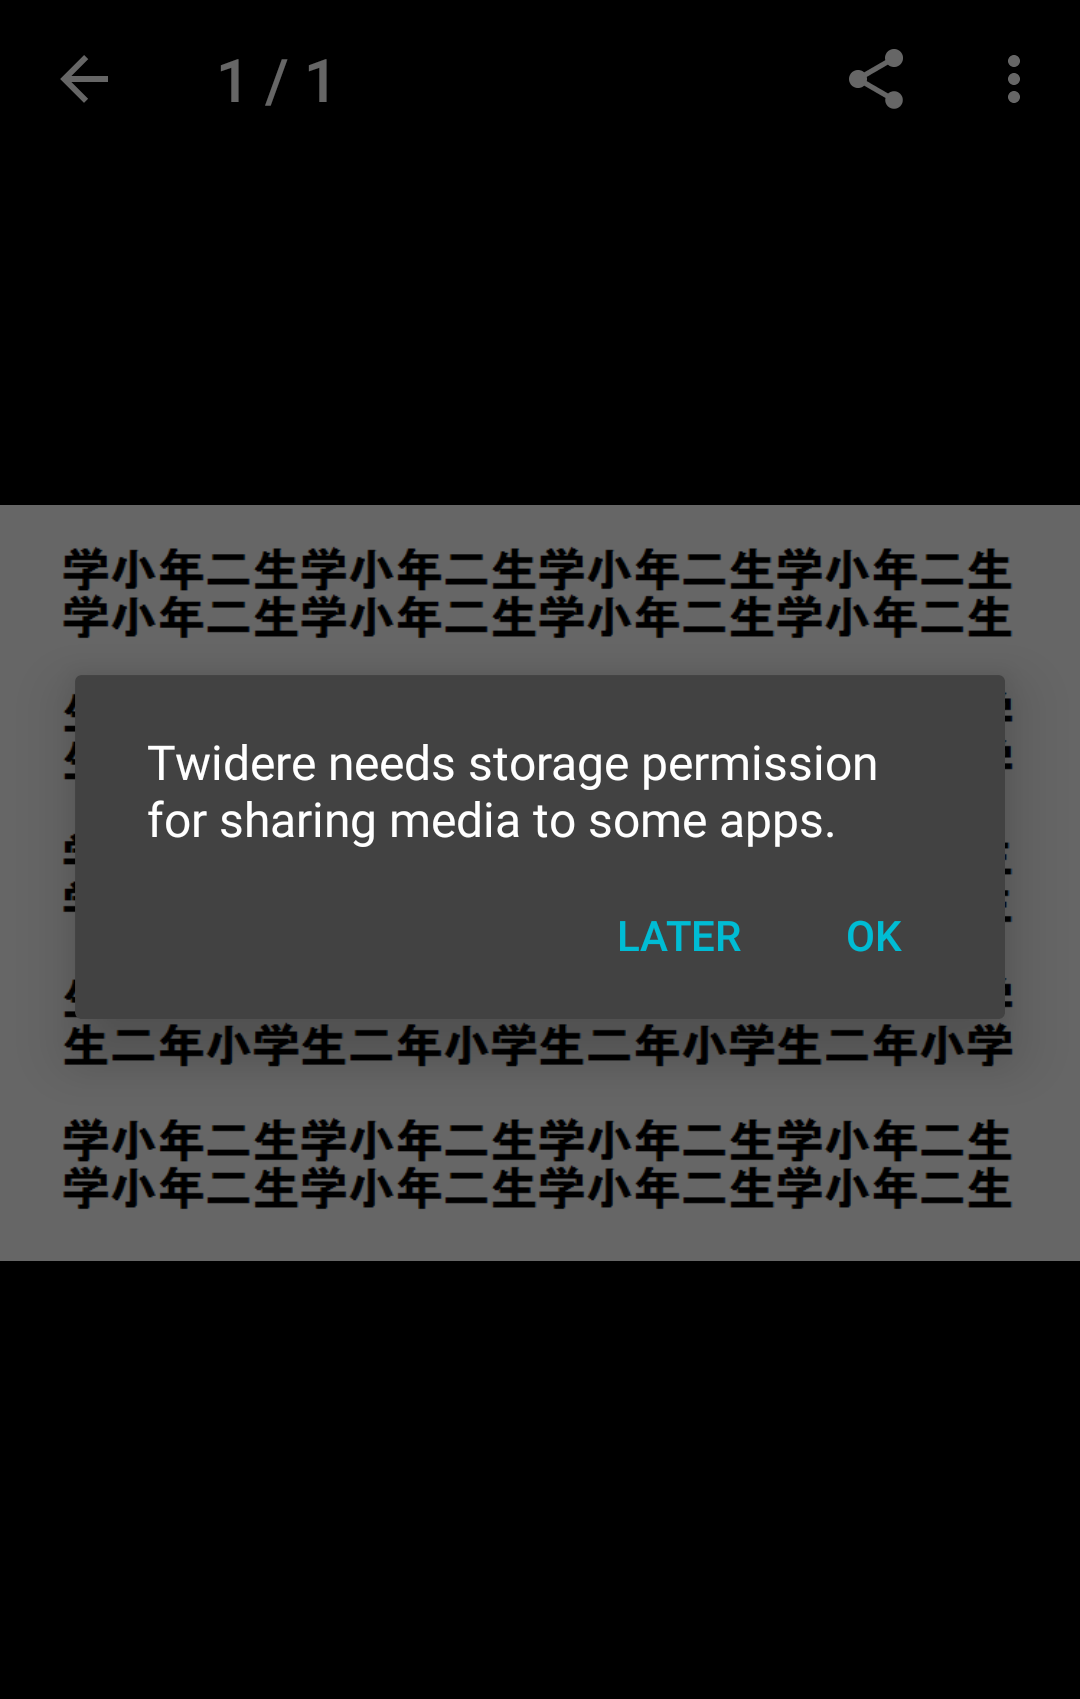 1 / 1
学小年二生学小年二生学小年二生学小年二生
学小年二生学小年二生学小年二生学小年二生
Twidere needs storage permission
for sharing media to some apps.
LATER OK
生二年小学生二年小学生二年小学生二年小学
学小年二生学小年二生学小年二生学小年二生
学小年二生学小年二生学小年二生学小年二生